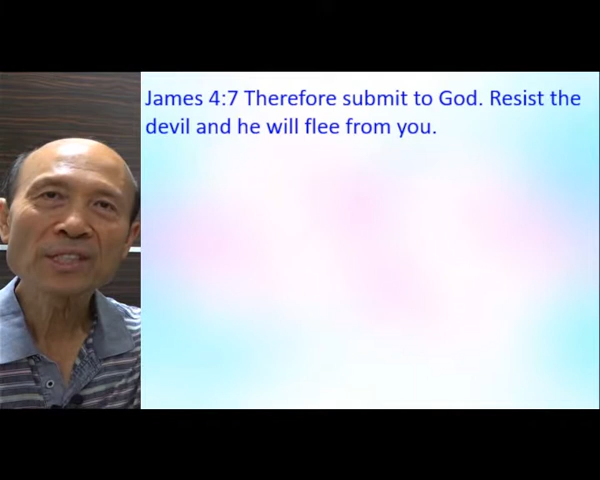 James 4:7 Therefore submit to God. Resist the
devil and he will flee from you.